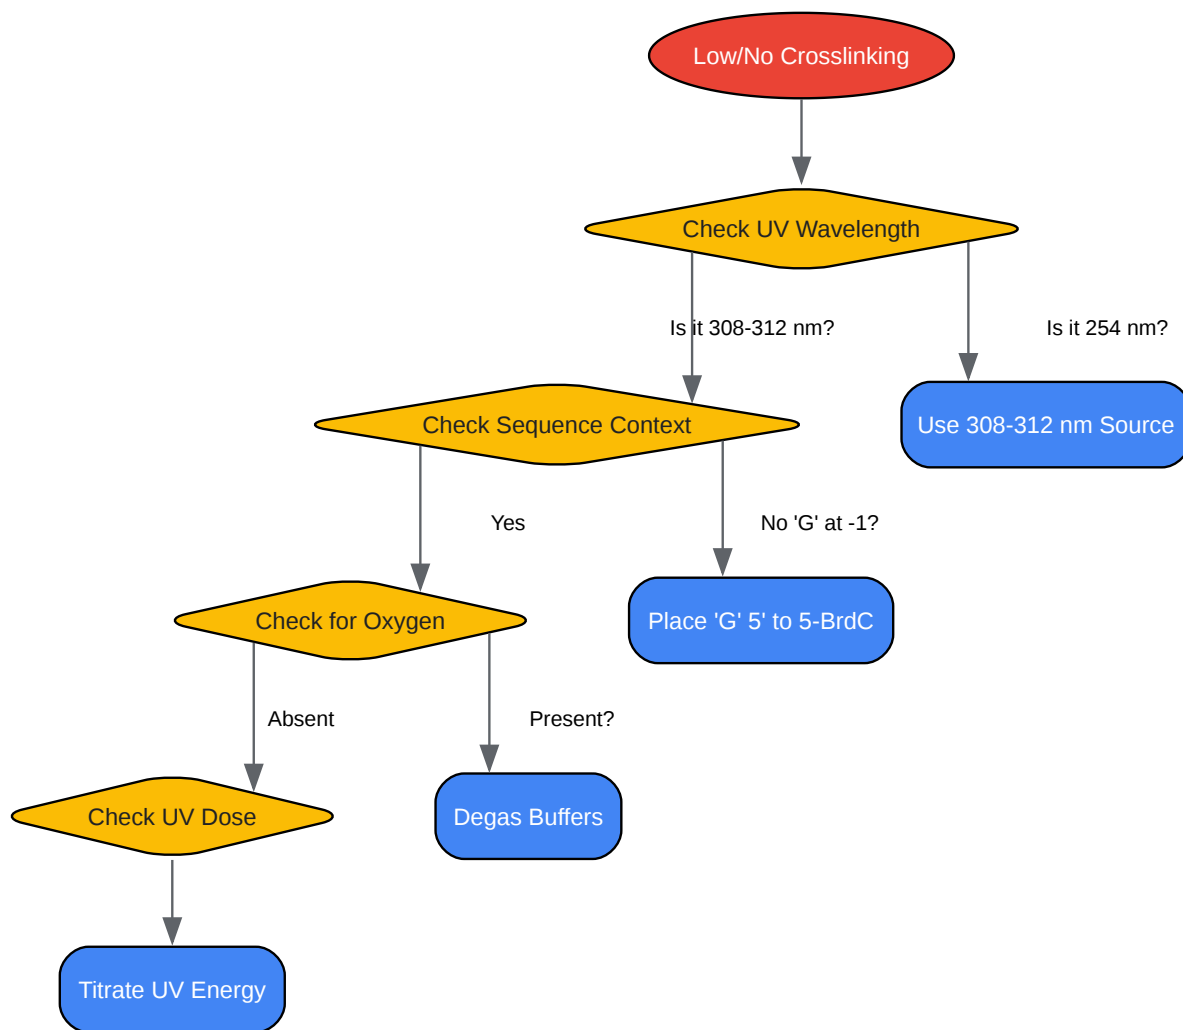 Low/No Crosslinking
Check UV Wavelength
Is it 308-312 nm?
Is it 254 nm?
Check Sequence Context
Use 308-312 nm Source
Yes
No 'G' at -1?
Check for Oxygen
Place 'G' 5' to 5-BrdC
Absent
Present?
Check UV Dose
Degas Buffers
Titrate UV Energy